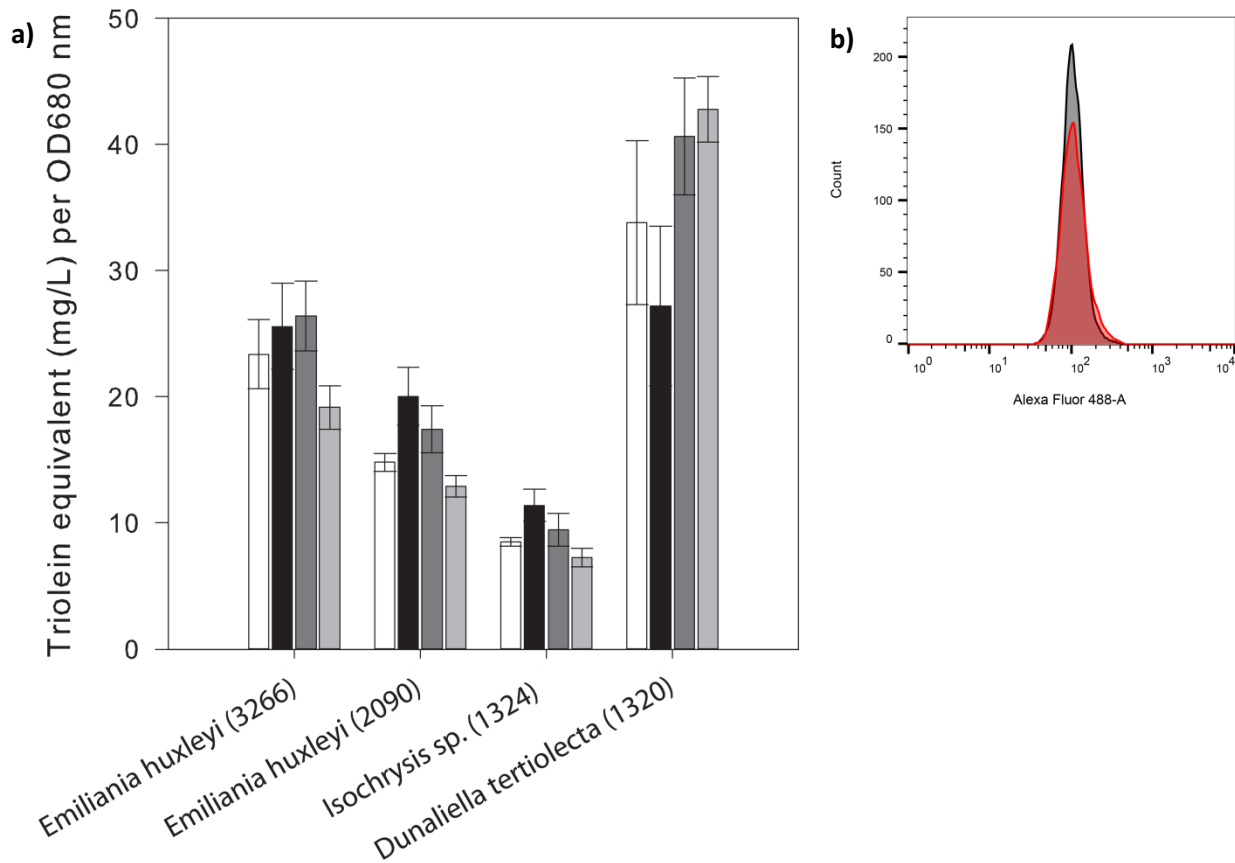 a)
Triolein equivalent (mg/L) per OD680 nm
50
40
30
20
10
0
Emiliania huxleyi (3266)
Emiliania huxleyi (2090)
Isochrysis sp. (1324)
Dunaliella tertiolecta (1320)
b)
Count
200
150
100
50
0
10^0 10^1 10^2 10^3 10^4
Alexa Fluor 488-A